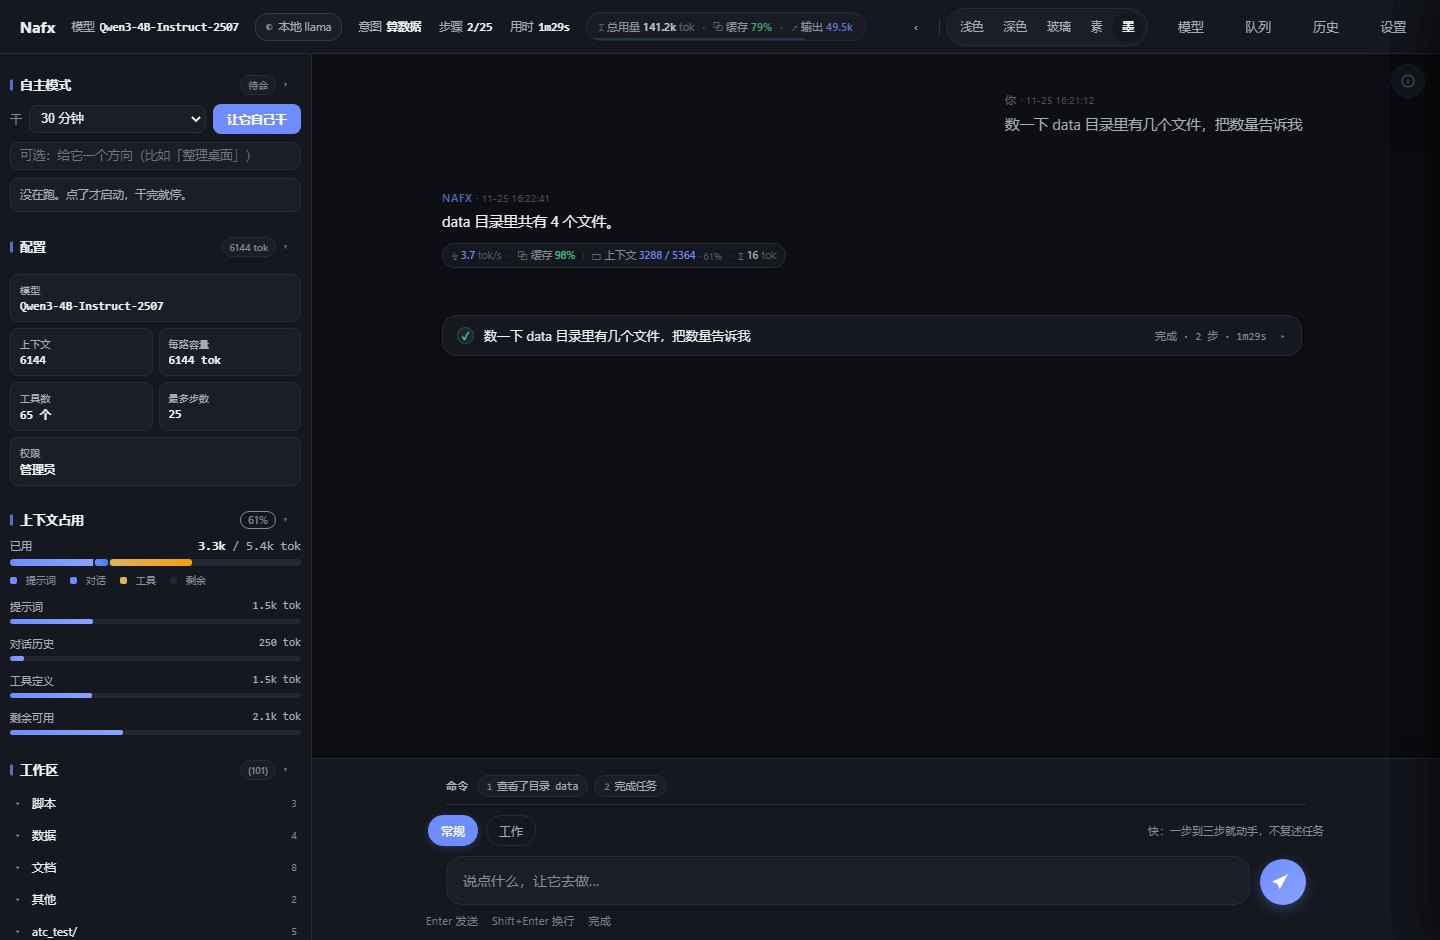 Nafx 模型 Qwen3-4B-Instruct-2507 本地 llama 意图 算数据 步骤 2/25 用时 1m29s Σ 总用量 141.2k tok · 缓存 79% · 输出 49.5k ‹ 浅色 深色 玻璃 素 墨 模型 队列 历史 设置
自主模式 待命
干 30 分钟 让它自己干
可选：给它一个方向（比如「整理桌面」）
没在跑。点了才启动，干完就停。
配置 6144 tok
模型
Qwen3-4B-Instruct-2507
上下文 每路容量
6144 6144 tok
工具数 最多步数
65 个 25
权限
管理员
上下文占用 61%
已用 3.3k / 5.4k tok
提示词 对话 工具 剩余
提示词 1.5k tok
对话历史 250 tok
工具定义 1.5k tok
剩余可用 2.1k tok
工作区 (101)
脚本 3
数据 4
文档 8
其他 2
atc_test/ 5
你 · 11-25 16:21:12
数一下 data 目录里有几个文件，把数量告诉我
NAFX · 11-25 16:22:41
data 目录里共有 4 个文件。
3.7 tok/s · 缓存 98% · 上下文 3288 / 5364 · 61% · Σ 16 tok
数一下 data 目录里有几个文件，把数量告诉我 完成 · 2 步 · 1m29s
命令 1 查看了目录 data 2 完成任务
常规 工作 快：一步到三步就动手，不复述任务
说点什么，让它去做...
Enter 发送 Shift+Enter 换行 完成